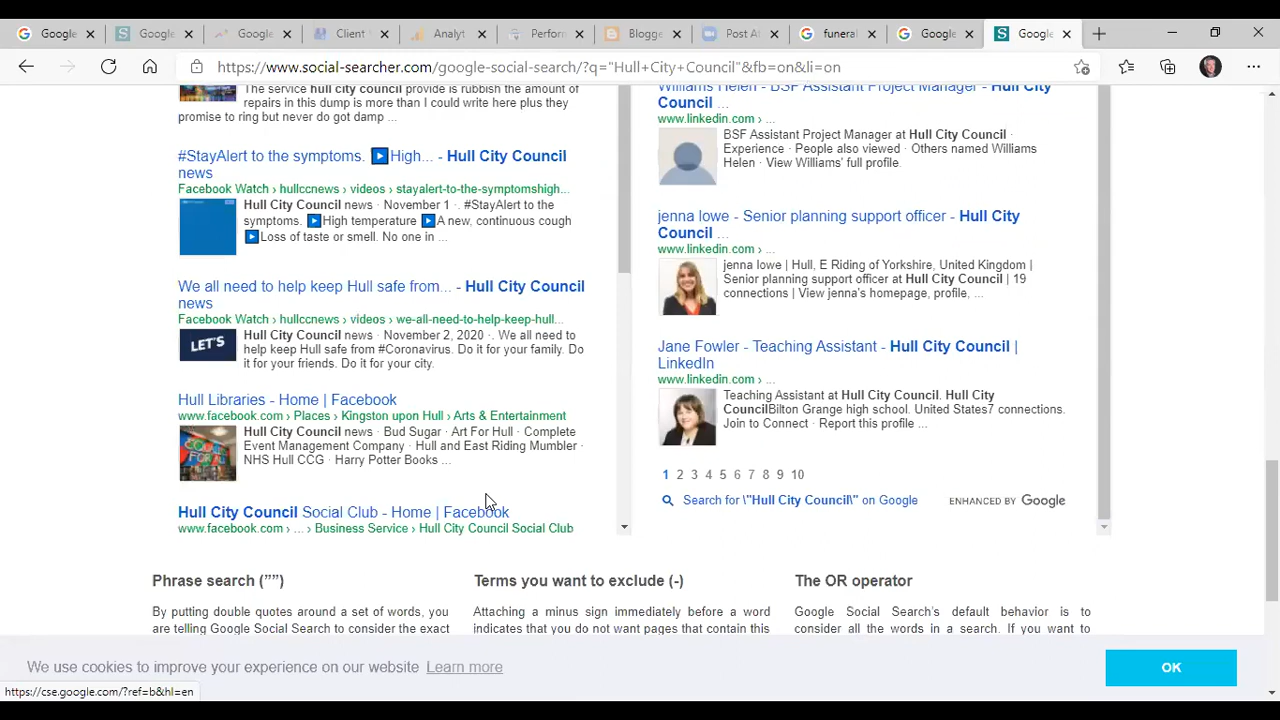 Google
Google
Google
Client
Analyt
Perform
Blogge
Post At
funeral
Google
Google
https://www.social-searcher.com/google-social-search/?q="Hull+City+Council"&fb=on&li=on
The service hull city council provide is rubbish the amount of
repairs in this dump is more than I could write here plus they
promise to ring but never do got damp ...
#StayAlert to the symptoms. ▶High... - Hull City Council
news
Facebook Watch › hullccnews › videos › stayalert-to-the-symptomshigh...
Hull City Council news · November 1 · . #StayAlert to the
symptoms. ▶High temperature ▶A new, continuous cough
▶Loss of taste or smell. No one in ...
We all need to help keep Hull safe from... - Hull City Council
news
Facebook Watch › hullccnews › videos › we-all-need-to-help-keep-hull...
LET'S
Hull City Council news · November 2, 2020 · . We all need to
help keep Hull safe from #Coronavirus. Do it for your family. Do
it for your friends. Do it for your city.
Hull Libraries - Home | Facebook
www.facebook.com › Places › Kingston upon Hull › Arts & Entertainment
Hull City Council news · Bud Sugar · Art For Hull · Complete
Event Management Company · Hull and East Riding Mumbler ·
NHS Hull CCG · Harry Potter Books ...
Hull City Council Social Club - Home | Facebook
www.facebook.com › ... › Business Service › Hull City Council Social Club
Williams Helen - BSF Assistant Project Manager - Hull City
Council ...
www.linkedin.com › ...
BSF Assistant Project Manager at Hull City Council ·
Experience · People also viewed · Others named Williams
Helen · View Williams' full profile.
jenna lowe - Senior planning support officer - Hull City
Council ...
www.linkedin.com › ...
jenna lowe | Hull, E Riding of Yorkshire, United Kingdom |
Senior planning support officer at Hull City Council | 19
connections | View jenna's homepage, profile, ...
Jane Fowler - Teaching Assistant - Hull City Council |
LinkedIn
www.linkedin.com › ...
Teaching Assistant at Hull City Council. Hull City
CouncilBilton Grange high school. United States7 connections.
Join to Connect · Report this profile ...
1 2 3 4 5 6 7 8 9 10
Search for \"Hull City Council\" on Google
ENHANCED BY Google
Phrase search ("")
By putting double quotes around a set of words, you
are telling Google Social Search to consider the exact
Terms you want to exclude (-)
Attaching a minus sign immediately before a word
indicates that you do not want pages that contain this
The OR operator
Google Social Search's default behavior is to
consider all the words in a search. If you want to
We use cookies to improve your experience on our website Learn more
OK
https://cse.google.com/?ref=b&hl=en